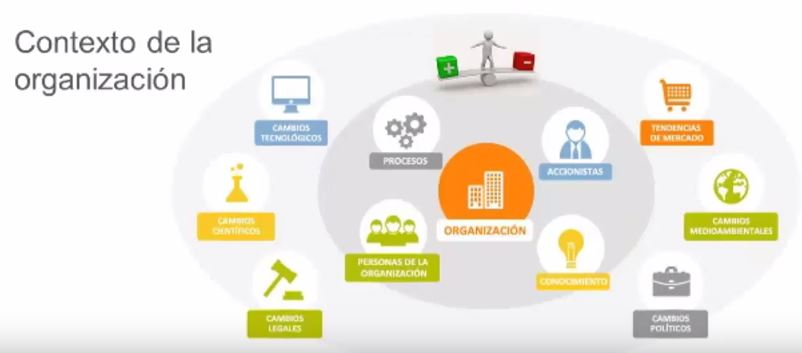 Contexto de la
organización
CAMBIOS
TECNOLÓGICOS
TENDENCIAS
DE MERCADO
PROCESOS
ACCIONISTAS
CAMBIOS
CIENTÍFICOS
ORGANIZACIÓN
CAMBIOS
MEDIOAMBIENTALES
PERSONAS DE LA
ORGANIZACIÓN
CONOCIMIENTO
CAMBIOS
LEGALES
CAMBIOS
POLÍTICOS